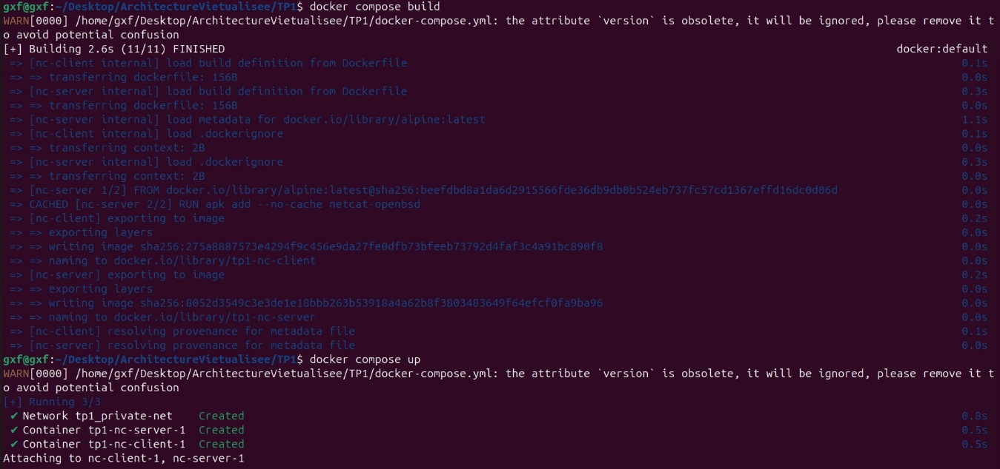 gxf@gxf:~/Desktop/ArchitectureVietualisee/TP1$ docker compose build
WARN[0000] /home/gxf/Desktop/ArchitectureVietualisee/TP1/docker-compose.yml: the attribute `version` is obsolete, it will be ignored, please remove it t
o avoid potential confusion
[+] Building 2.6s (11/11) FINISHED docker:default
=> [nc-client internal] load build definition from Dockerfile 0.1s
=> => transferring dockerfile: 156B 0.0s
=> [nc-server internal] load build definition from Dockerfile 0.3s
=> => transferring dockerfile: 156B 0.0s
=> [nc-server internal] load metadata for docker.io/library/alpine:latest 1.1s
=> [nc-client internal] load .dockerignore 0.1s
=> => transferring context: 2B 0.0s
=> [nc-server internal] load .dockerignore 0.3s
=> => transferring context: 2B 0.0s
=> [nc-server 1/2] FROM docker.io/library/alpine:latest@sha256:beefdbd8a1da6d2915566fde36db9db0b524eb737fc57cd1367effd16dc0d06d 0.0s
=> CACHED [nc-server 2/2] RUN apk add --no-cache netcat-openbsd 0.0s
=> [nc-client] exporting to image 0.2s
=> => exporting layers 0.0s
=> => writing image sha256:275a8887573e4294f9c456e9da27fe0dfb73bfeeb73792d4faf3c4a91bc890f8 0.0s
=> => naming to docker.io/library/tp1-nc-client 0.0s
=> [nc-server] exporting to image 0.2s
=> => exporting layers 0.0s
=> => writing image sha256:8052d3549c3e3de1e18bbb263b53918a4a62b8f3803483649f64efcf0fa9ba96 0.0s
=> => naming to docker.io/library/tp1-nc-server 0.0s
=> [nc-client] resolving provenance for metadata file 0.1s
=> [nc-server] resolving provenance for metadata file 0.0s
gxf@gxf:~/Desktop/ArchitectureVietualisee/TP1$ docker compose up
WARN[0000] /home/gxf/Desktop/ArchitectureVietualisee/TP1/docker-compose.yml: the attribute `version` is obsolete, it will be ignored, please remove it t
o avoid potential confusion
[+] Running 3/3
✔ Network tp1_private-net Created 0.8s
✔ Container tp1-nc-server-1 Created 0.5s
✔ Container tp1-nc-client-1 Created 0.5s
Attaching to nc-client-1, nc-server-1